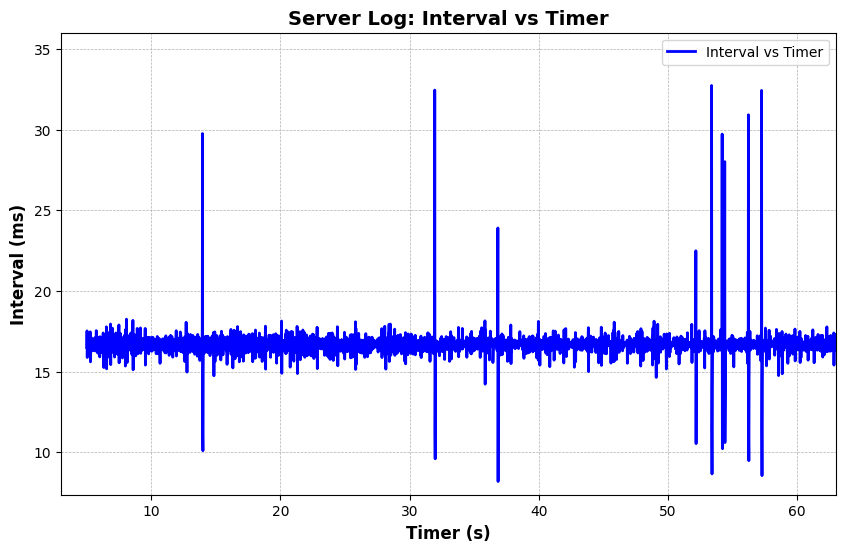 Server Log: Interval vs Timer
Interval vs Timer
35
30
25
20
15
10
Interval (ms)
10 20 30 40 50 60
Timer (s)